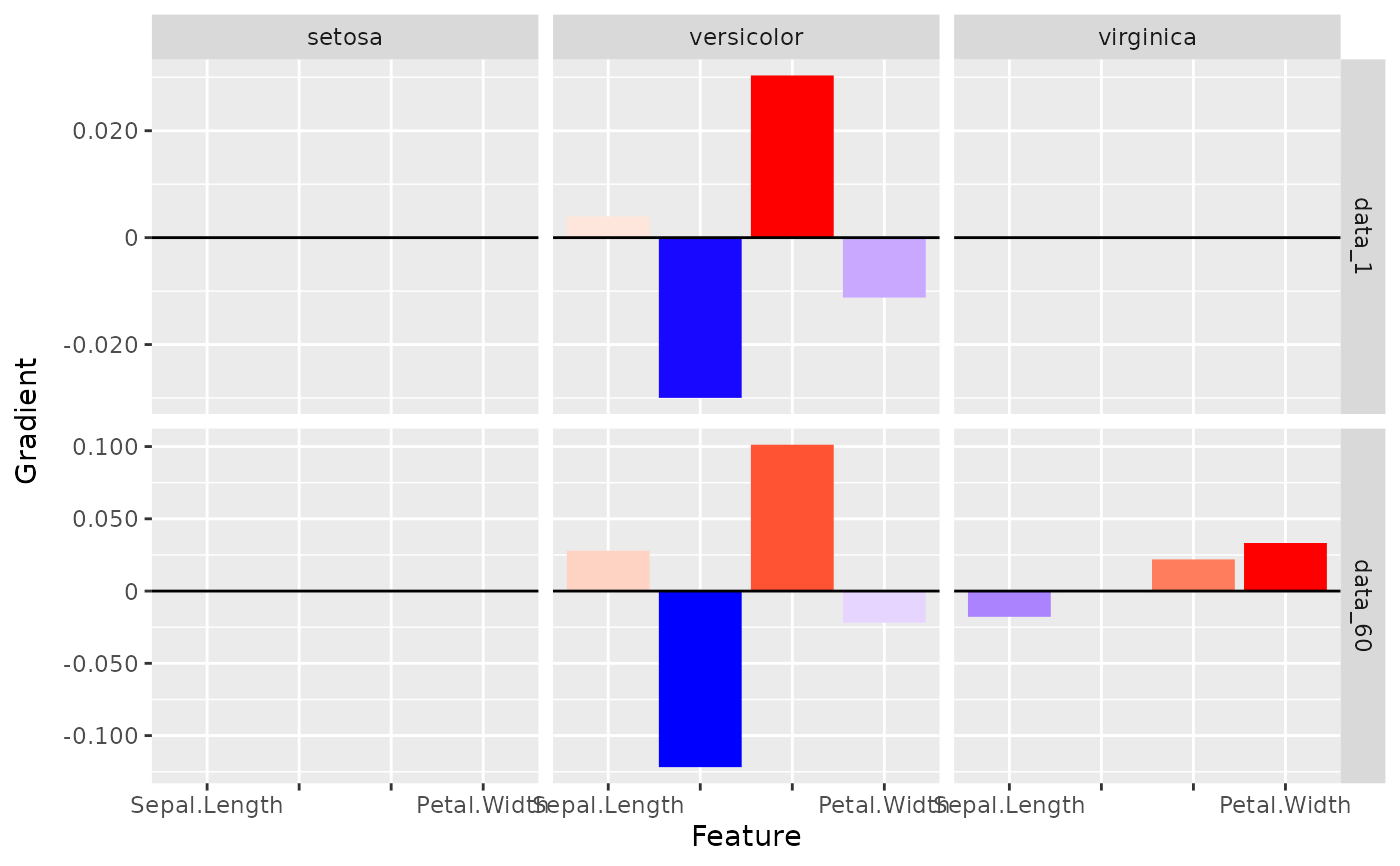 setosa versicolor virginica
0.020
0
-0.020
data_1
Gradient
0.100
0.050
0
-0.050
-0.100
data_60
Sepal.Length Petal.Width Sepal.Length Petal.Width Sepal.Length Petal.Width
Feature